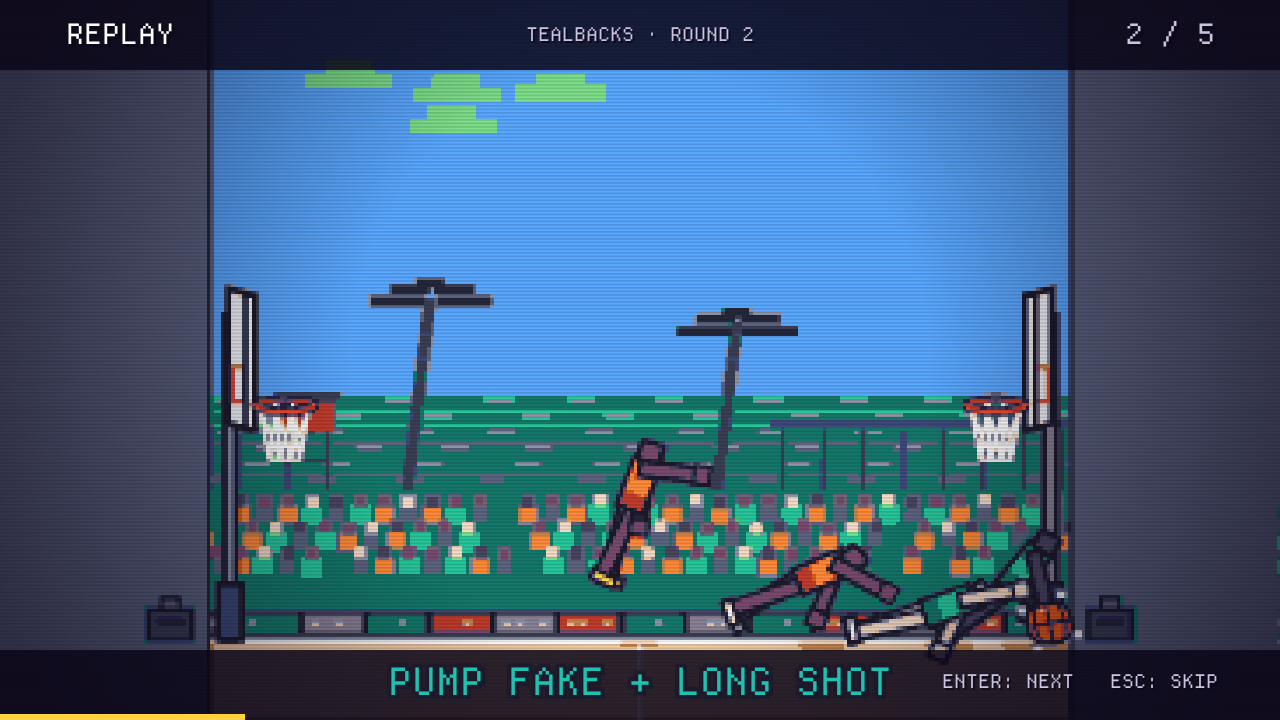 REPLAY
TEALBACKS · ROUND 2
2 / 5
PUMP FAKE + LONG SHOT
ENTER: NEXT
ESC: SKIP